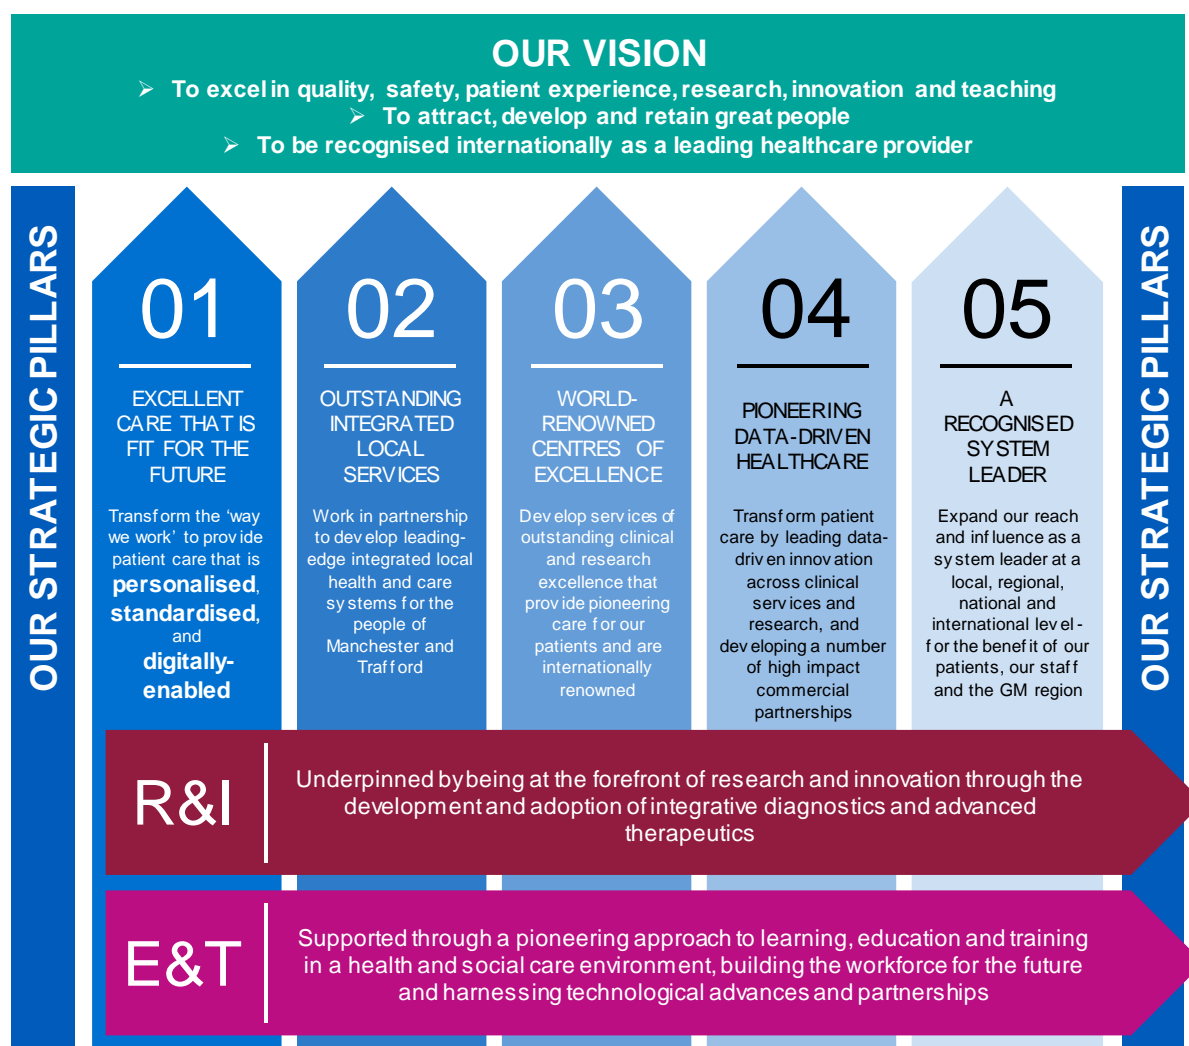 OUR VISION
➢ To excel in quality, safety, patient experience, research, innovation and teaching
➢ To attract, develop and retain great people
➢ To be recognised internationally as a leading healthcare provider
OUR STRATEGIC PILLARS
01
EXCELLENT
CARE THAT IS
FIT FOR THE
FUTURE
Transform the ‘way
we work’ to provide
patient care that is
personalised,
standardised,
and
digitally-
enabled
02
OUTSTANDING
INTEGRATED
LOCAL
SERVICES
Work in partnership
to develop leading-
edge integrated local
health and care
systems for the
people of
Manchester and
Trafford
03
WORLD-
RENOWNED
CENTRES OF
EXCELLENCE
Develop services of
outstanding clinical
and research
excellence that
provide pioneering
care for our
patients and are
internationally
renowned
04
PIONEERING
DATA-DRIVEN
HEALTHCARE
Transform patient
care by leading data-
driven innovation
across clinical
services and
research, and
developing a number
of high impact
commercial
partnerships
05
A
RECOGNISED
SYSTEM
LEADER
Expand our reach
and influence as a
system leader at a
local, regional,
national and
international level -
for the benefit of our
patients, our staff
and the GM region
OUR STRATEGIC PILLARS
R&I
Underpinned by being at the forefront of research and innovation through the
development and adoption of integrative diagnostics and advanced
therapeutics
E&T
Supported through a pioneering approach to learning, education and training
in a health and social care environment, building the workforce for the future
and harnessing technological advances and partnerships